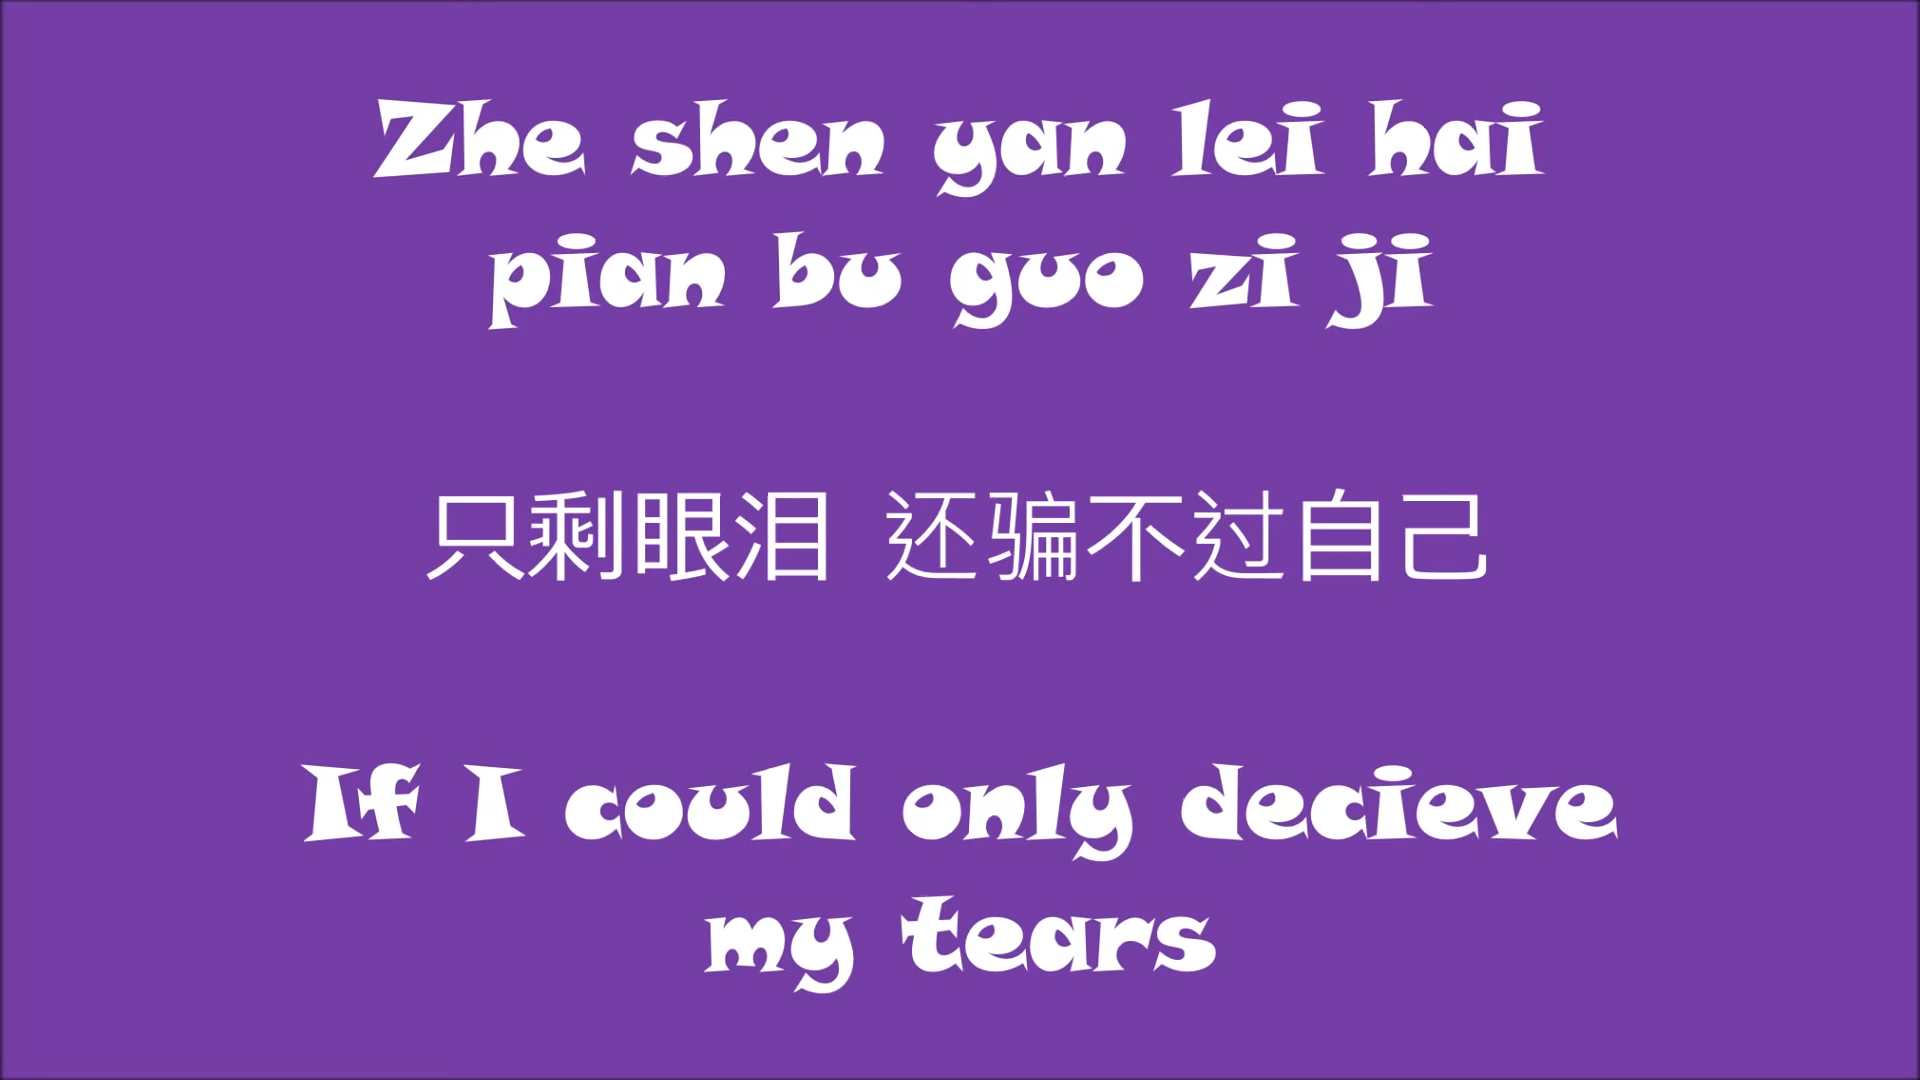 Zhe shen yan lei hai
pian bu guo zi ji
只剩眼泪 还骗不过自己
If I could only decieve
my tears